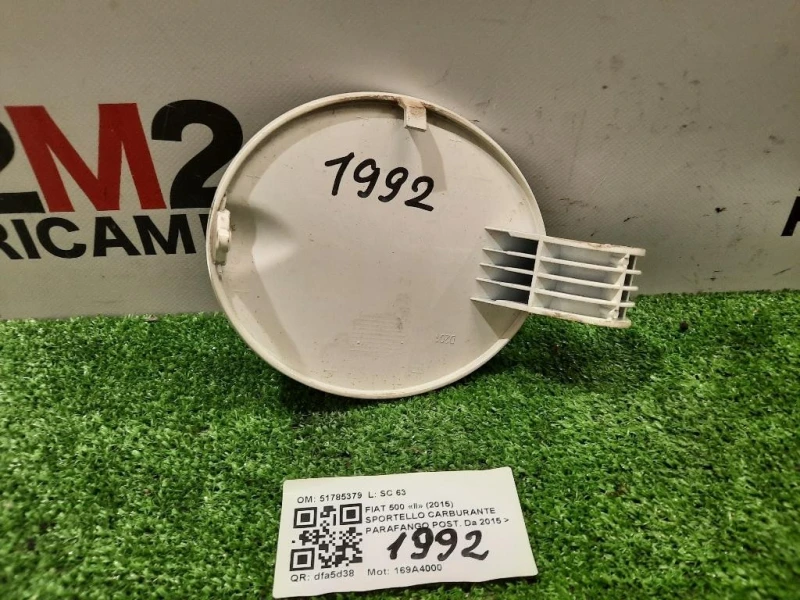 2M2
RICAMBI
1992
OM: 51785379 L: SC 63
FIAT 500 «II» (2015)
SPORTELLO CARBURANTE
PARAFANGO POST. Da 2015 >
1992
QR: dfa5d38 Mot: 169A4000